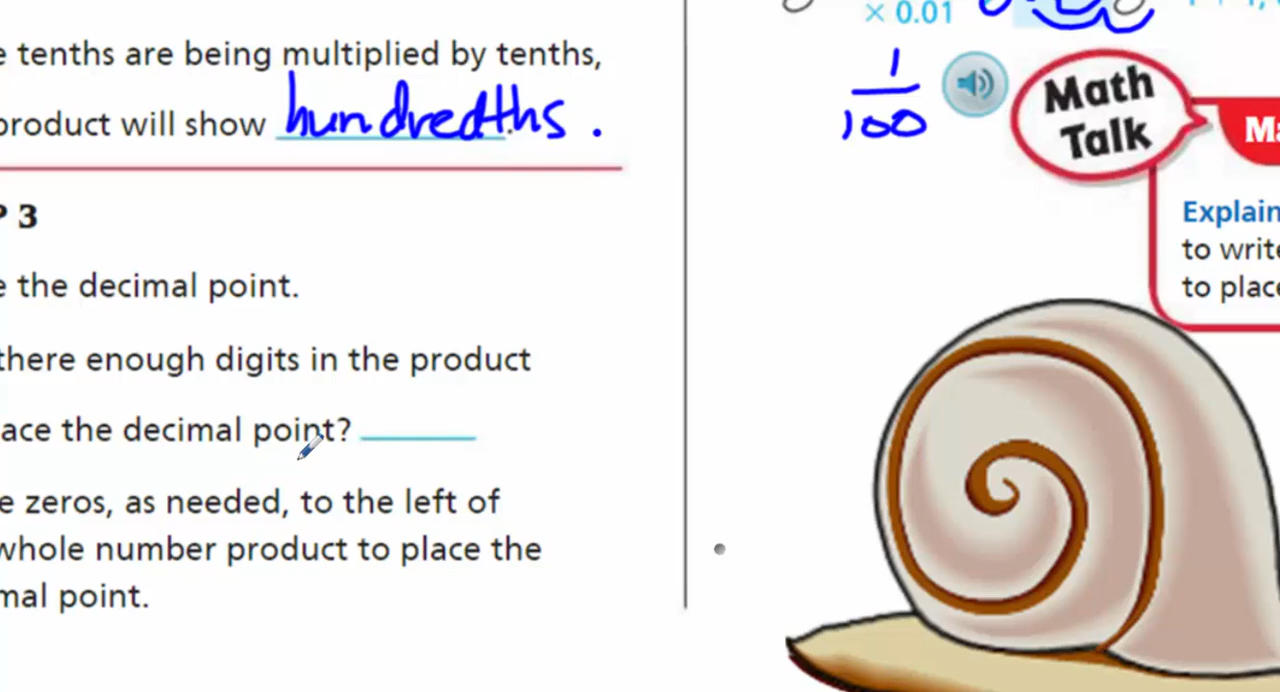 e tenths are being multiplied by tenths,
product will show hundredths.
P 3
e the decimal point.
there enough digits in the product
ace the decimal point?
e zeros, as needed, to the left of
whole number product to place the
mal point.
× 0.01
1
100
Math
Talk
Ma
Explain
to write
to place